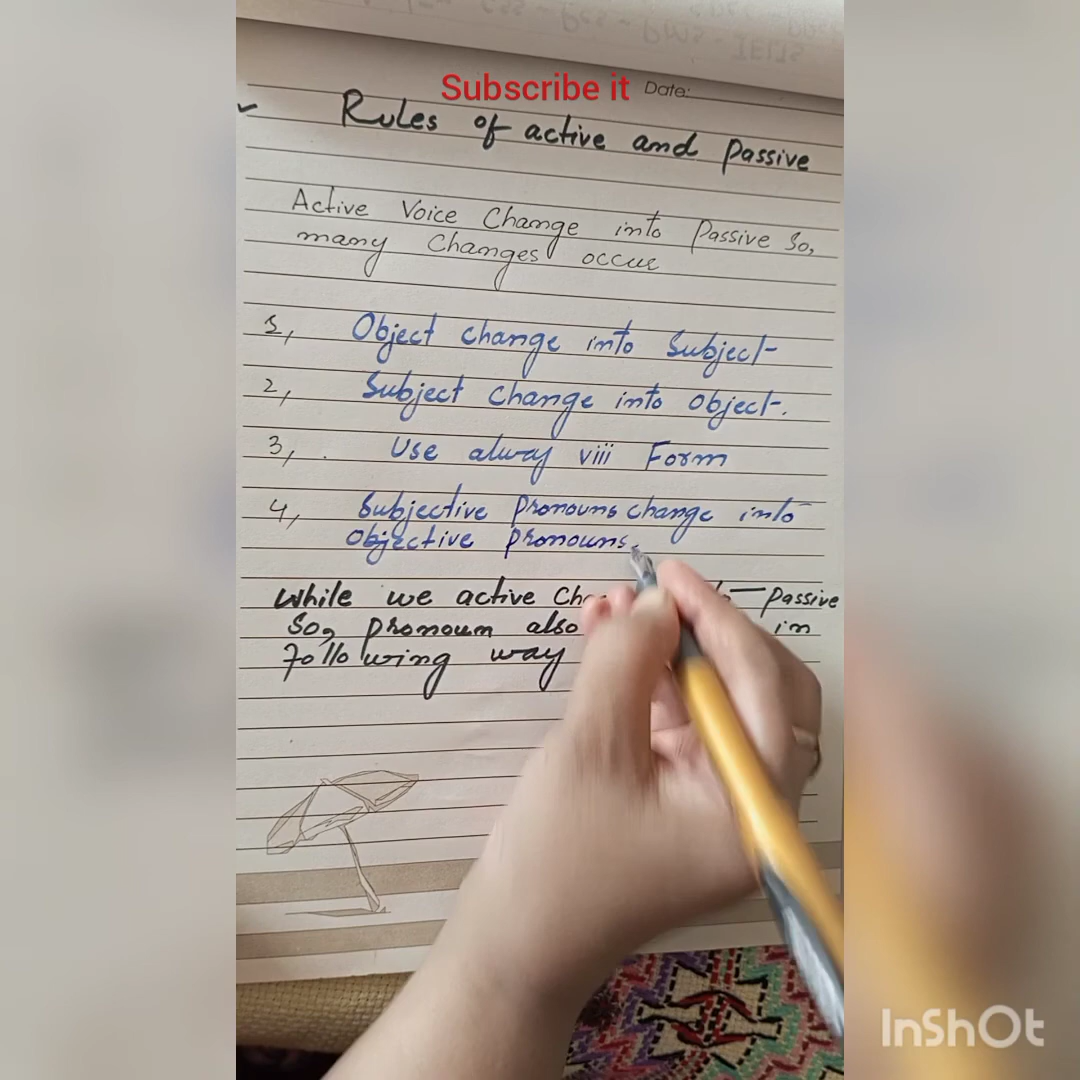 Subscribe it
Date:
Rules of active and passive
Active Voice Change into Passive So,
many Changes occur
1, Object change into Subject-
2, Subject Change into Object-.
3, . Use alway viii Form
4, Subjective pronouns change into
Objective pronouns.
While we active passive
So, pronoun also in
following way
InShOt